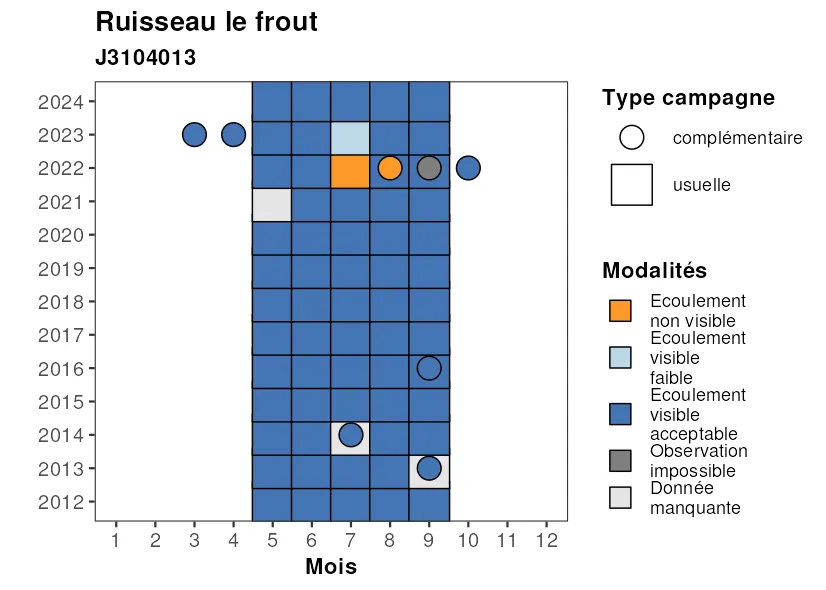 Ruisseau le frout
J3104013
2024
2023
2022
2021
2020
2019
2018
2017
2016
2015
2014
2013
2012
1 2 3 4 5 6 7 8 9 10 11 12
Mois
Type campagne
complémentaire
usuelle
Modalités
Ecoulement
non visible
Ecoulement
visible
faible
Ecoulement
visible
acceptable
Observation
impossible
Donnée
manquante